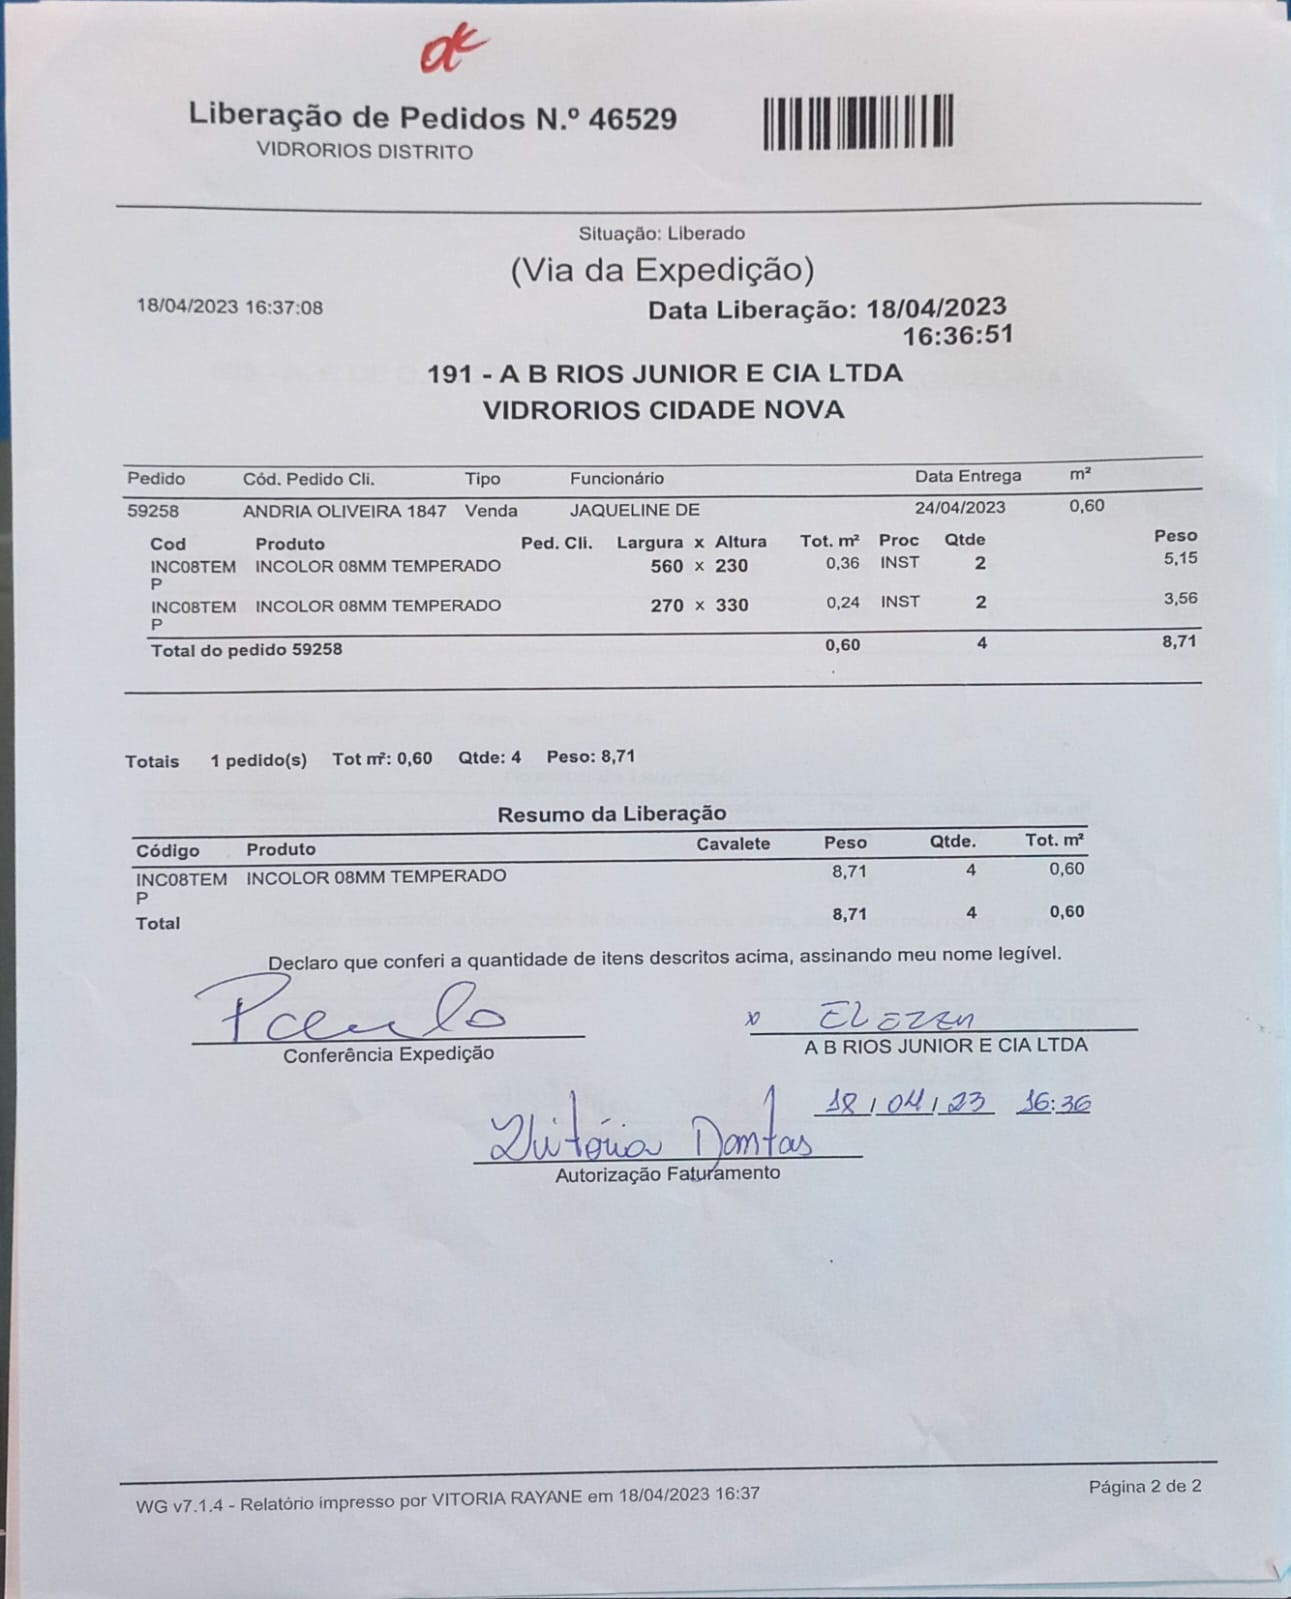 ok
Liberação de Pedidos N.º 46529
VIDRORIOS DISTRITO
Situação: Liberado
(Via da Expedição)
18/04/2023 16:37:08
Data Liberação: 18/04/2023
16:36:51
191 - A B RIOS JUNIOR E CIA LTDA
VIDRORIOS CIDADE NOVA
Pedido Cód. Pedido Cli. Tipo Funcionário Data Entrega m²
59258 ANDRIA OLIVEIRA 1847 Venda JAQUELINE DE 24/04/2023 0,60
Cod Produto Ped. Cli. Largura x Altura Tot. m² Proc Qtde Peso
INC08TEM INCOLOR 08MM TEMPERADO 560 x 230 0,36 INST 2 5,15
P
INC08TEM INCOLOR 08MM TEMPERADO 270 x 330 0,24 INST 2 3,56
P
Total do pedido 59258 0,60 4 8,71
Totais 1 pedido(s) Tot m²: 0,60 Qtde: 4 Peso: 8,71
Resumo da Liberação
Código Produto Cavalete Peso Qtde. Tot. m²
INC08TEM INCOLOR 08MM TEMPERADO 8,71 4 0,60
P
Total 8,71 4 0,60
Declaro que conferi a quantidade de itens descritos acima, assinando meu nome legível.
Paulo x
Conferência Expedição A B RIOS JUNIOR E CIA LTDA
18/04/23 16:36
Vitória Dantas
Autorização Faturamento
WG v7.1.4 - Relatório impresso por VITORIA RAYANE em 18/04/2023 16:37
Página 2 de 2